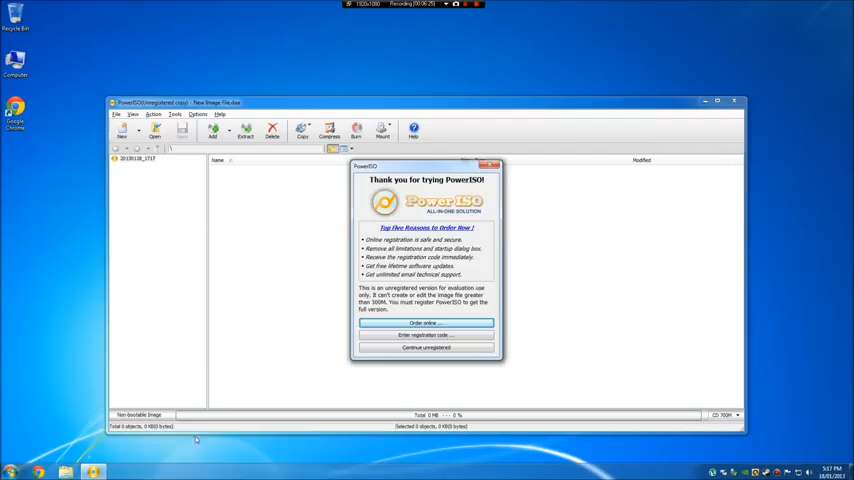 1920x1080 Recording [00:06:25]
Recycle Bin
Computer
Google
Chrome
PowerISO(Unregistered copy) - New Image File.daa
File View Action Tools Options Help
New Open Save Add Extract Delete Copy Compress Burn Mount Help
\
20130118_1717
Name Modified
PowerISO
Thank you for trying PowerISO!
PowerISO
ALL-IN-ONE SOLUTION
Top Five Reasons to Order Now !
• Online registration is safe and secure.
• Remove all limitations and startup dialog box.
• Receive the registration code immediately.
• Get free lifetime software updates.
• Get unlimited email technical support.
This is an unregistered version for evaluation use
only. It can't create or edit the image file greater
than 300M. You must register PowerISO to get the
full version.
Order online ...
Enter registration code ...
Continue unregistered
Non-bootable Image Total 0 MB --- 0 % CD 700M
Total 0 objects, 0 KB(0 bytes) Selected 0 objects, 0 KB(0 bytes)
5:17 PM
18/01/2013